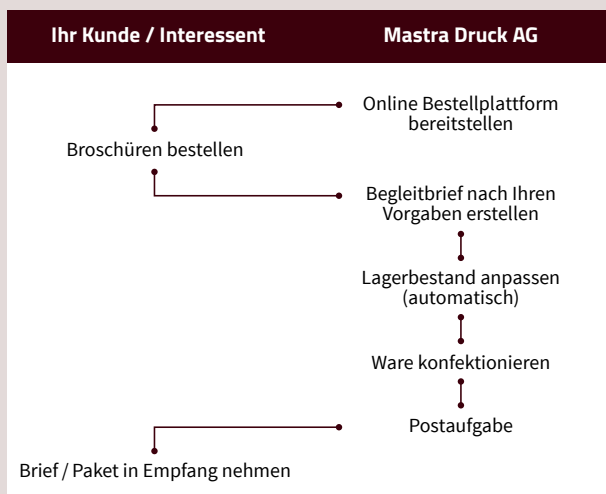 Ihr Kunde / Interessent
Mastra Druck AG
Online Bestellplattform
bereitstellen
Broschüren bestellen
Begleitbrief nach Ihren
Vorgaben erstellen
Lagerbestand anpassen
(automatisch)
Ware konfektionieren
Postaufgabe
Brief / Paket in Empfang nehmen